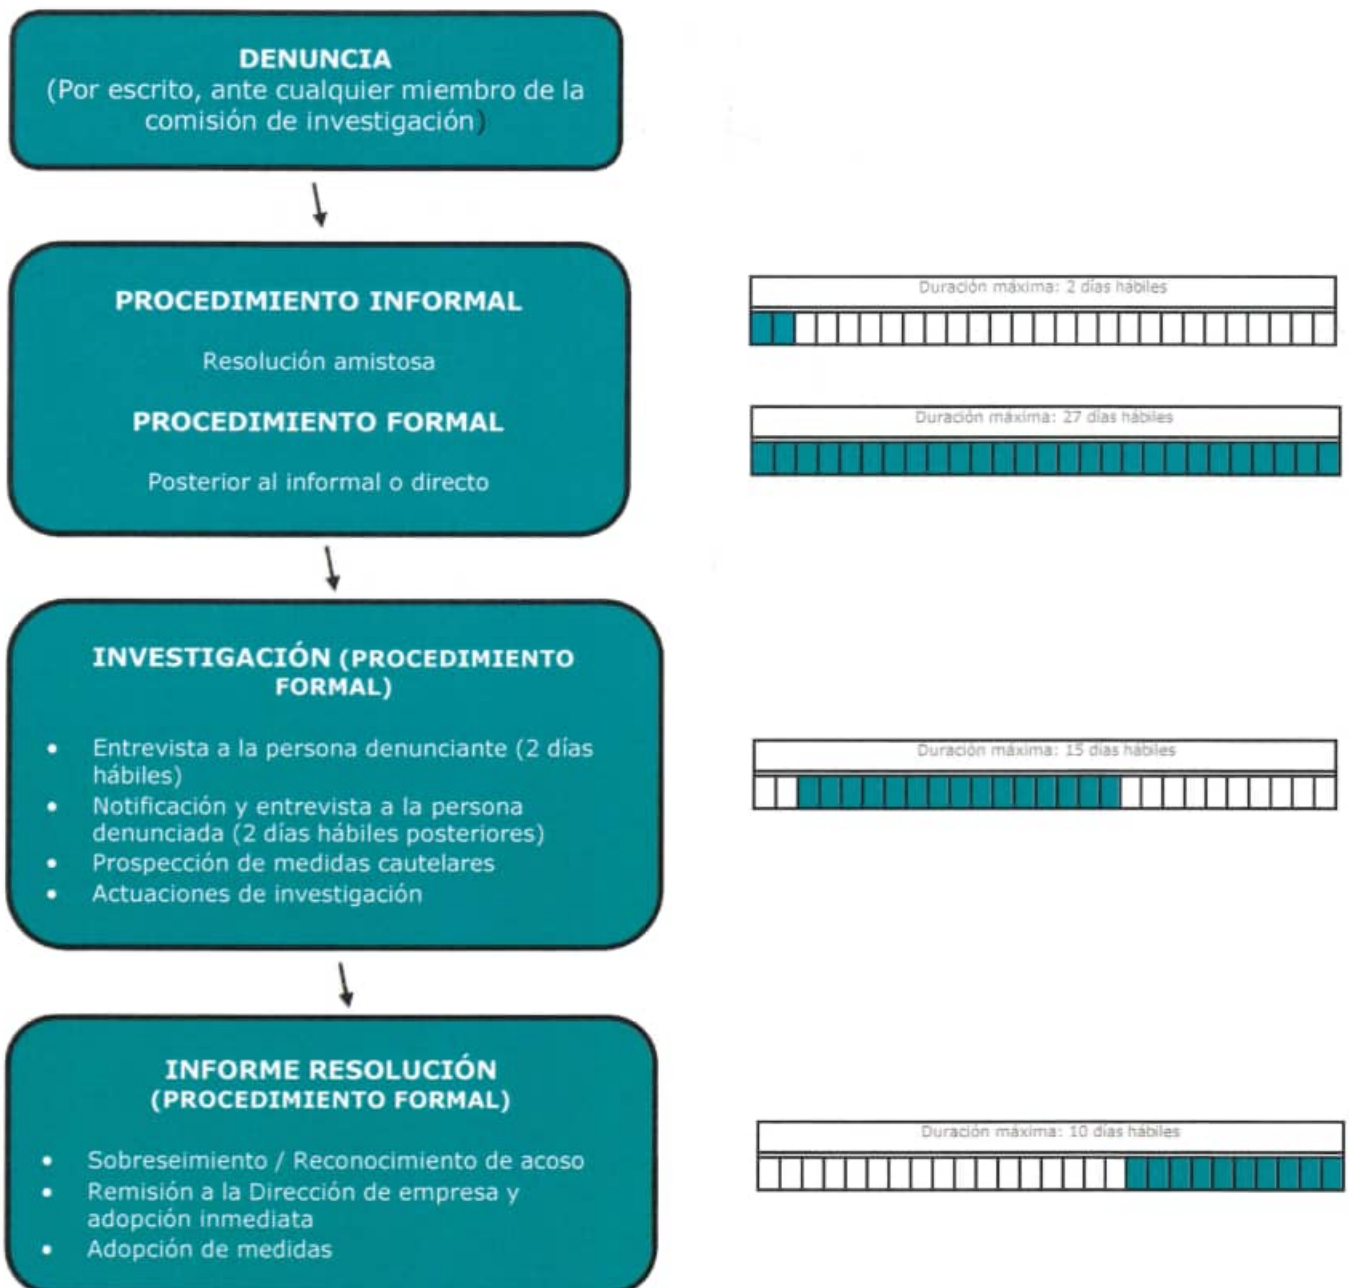 DENUNCIA
(Por escrito, ante cualquier miembro de la
comisión de investigación)
PROCEDIMIENTO INFORMAL
Resolución amistosa
PROCEDIMIENTO FORMAL
Posterior al informal o directo
Duración máxima: 2 días hábiles
Duración máxima: 27 días hábiles
INVESTIGACIÓN (PROCEDIMIENTO
FORMAL)
• Entrevista a la persona denunciante (2 días
hábiles)
• Notificación y entrevista a la persona
denunciada (2 días hábiles posteriores)
• Prospección de medidas cautelares
• Actuaciones de investigación
Duración máxima: 15 días hábiles
INFORME RESOLUCIÓN
(PROCEDIMIENTO FORMAL)
• Sobreseimiento / Reconocimiento de acoso
• Remisión a la Dirección de empresa y
adopción inmediata
• Adopción de medidas
Duración máxima: 10 días hábiles